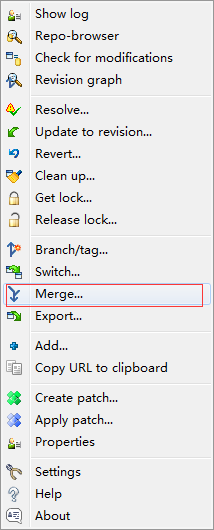 Show log
Repo-browser
Check for modifications
Revision graph
Resolve...
Update to revision...
Revert...
Clean up...
Get lock...
Release lock...
Branch/tag...
Switch...
Merge...
Export...
Add...
Copy URL to clipboard
Create patch...
Apply patch...
Properties
Settings
Help
About